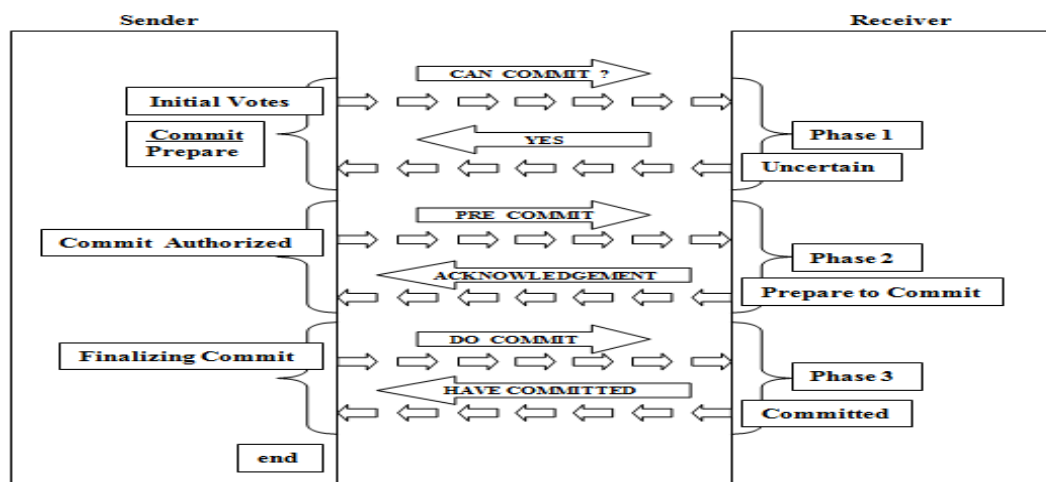 Sender
Receiver
CAN COMMIT ?
Initial Votes
Commit
Prepare
YES
Phase 1
Uncertain
PRE COMMIT
Commit Authorized
Phase 2
ACKNOWLEDGEMENT
Prepare to Commit
DO COMMIT
Finalizing Commit
Phase 3
HAVE COMMITTED
Committed
end